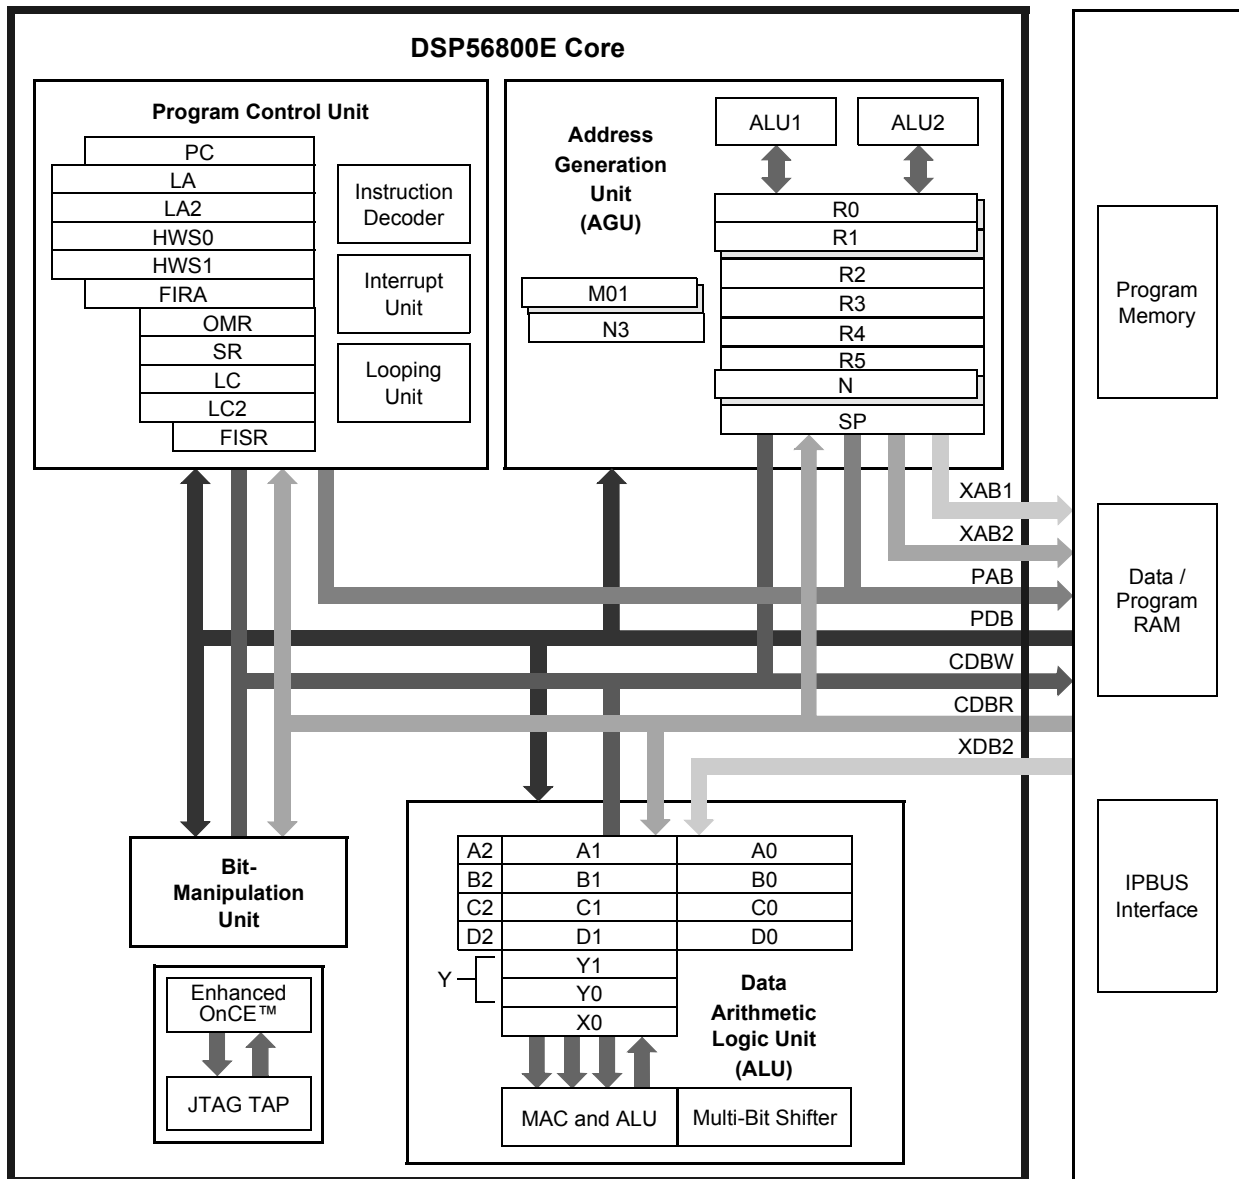 DSP56800E Core
Program Control Unit
PC
LA
LA2
HWS0
HWS1
FIRA
OMR
SR
LC
LC2
FISR
Instruction
Decoder
Interrupt
Unit
Looping
Unit
Address
Generation
Unit
(AGU)
ALU1
ALU2
R0
R1
R2
R3
R4
R5
N
SP
M01
N3
XAB1
XAB2
PAB
PDB
CDBW
CDBR
XDB2
Program
Memory
Data /
Program
RAM
IPBUS
Interface
Bit-
Manipulation
Unit
Enhanced
OnCE™
JTAG TAP
A2
A1
A0
B2
B1
B0
C2
C1
C0
D2
D1
D0
Y
Y1
Y0
X0
Data
Arithmetic
Logic Unit
(ALU)
MAC and ALU
Multi-Bit Shifter